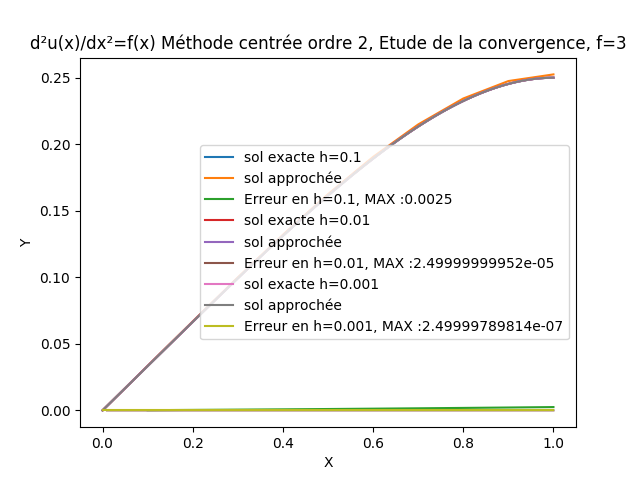 d²u(x)/dx²=f(x) Méthode centrée ordre 2, Etude de la convergence, f=3
0.25
0.20
0.15
0.10
0.05
0.00
Y
sol exacte h=0.1
sol approchée
Erreur en h=0.1, MAX :0.0025
sol exacte h=0.01
sol approchée
Erreur en h=0.01, MAX :2.49999999952e-05
sol exacte h=0.001
sol approchée
Erreur en h=0.001, MAX :2.49999789814e-07
0.0 0.2 0.4 0.6 0.8 1.0
X